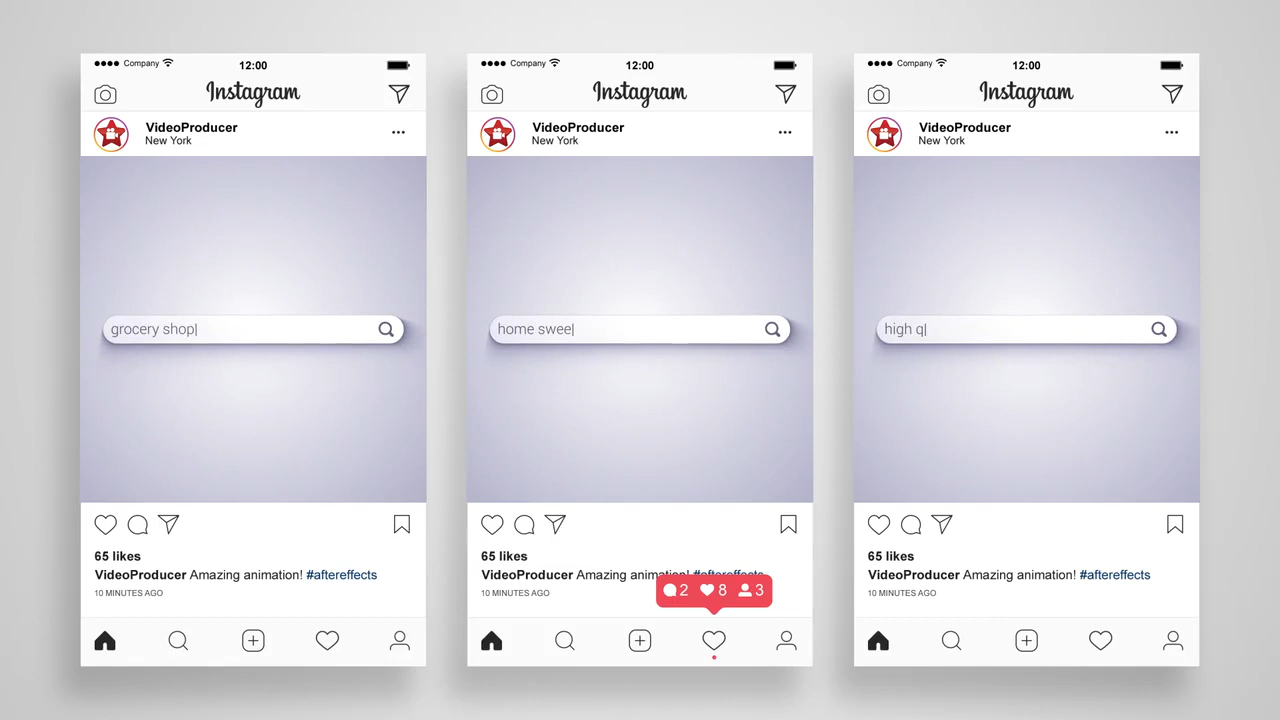 Company 12:00
Instagram
VideoProducer
New York
grocery shop|
65 likes
VideoProducer Amazing animation! #aftereffects
10 MINUTES AGO
Company 12:00
Instagram
VideoProducer
New York
home swee|
65 likes
VideoProducer Amazing animation! #aftereffects
10 MINUTES AGO
2 8 3
Company 12:00
Instagram
VideoProducer
New York
high q|
65 likes
VideoProducer Amazing animation! #aftereffects
10 MINUTES AGO